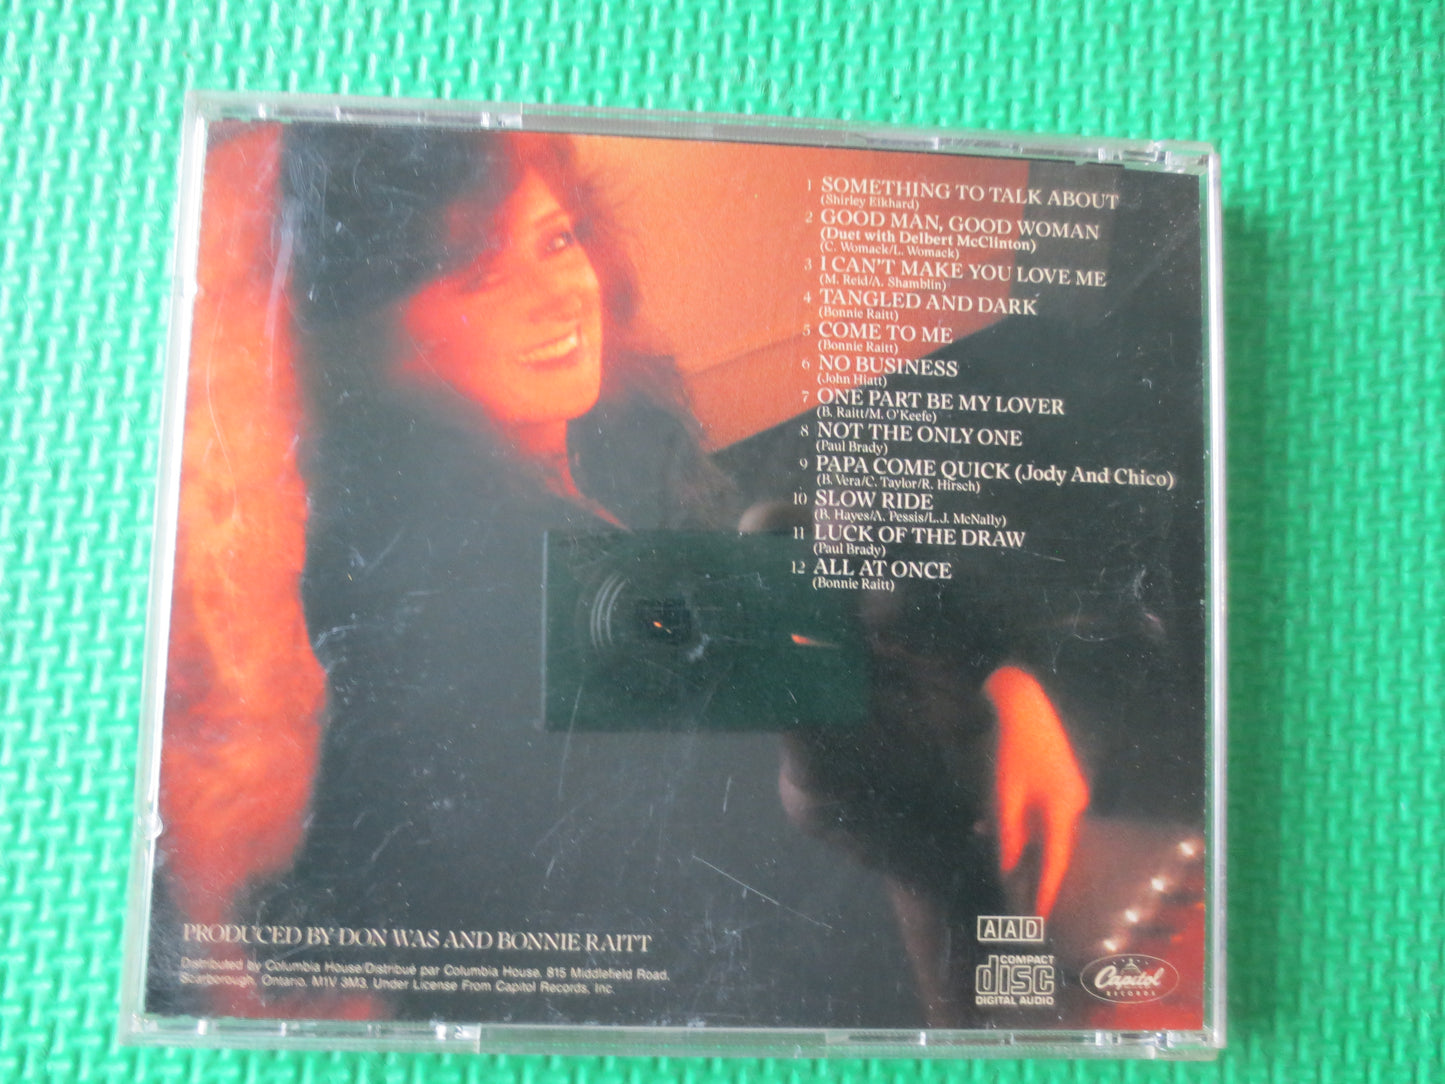 1 SOMETHING TO TALK ABOUT
(Shirley Eikhard)
2 GOOD MAN, GOOD WOMAN
(Duet with Delbert McClinton)
(C. Womack/L. Womack)
3 I CAN'T MAKE YOU LOVE ME
(M. Reid/A. Shamblin)
4 TANGLED AND DARK
(Bonnie Raitt)
5 COME TO ME
(Bonnie Raitt)
6 NO BUSINESS
(John Hiatt)
7 ONE PART BE MY LOVER
(B. Raitt/M. O'Keefe)
8 NOT THE ONLY ONE
(Paul Brady)
9 PAPA COME QUICK (Jody And Chico)
(B. Vera/C. Taylor/R. Hirsch)
10 SLOW RIDE
(B. Hayes/A. Pessis/L.J. McNally)
11 LUCK OF THE DRAW
(Paul Brady)
12 ALL AT ONCE
(Bonnie Raitt)
PRODUCED BY DON WAS AND BONNIE RAITT
Distributed by Columbia House/Distribué par Columbia House, 815 Middlefield Road,
Scarborough, Ontario, M1V 3M3, Under License From Capitol Records, Inc.
AAD
COMPACT
disc
DIGITAL AUDIO
Capitol
RECORDS